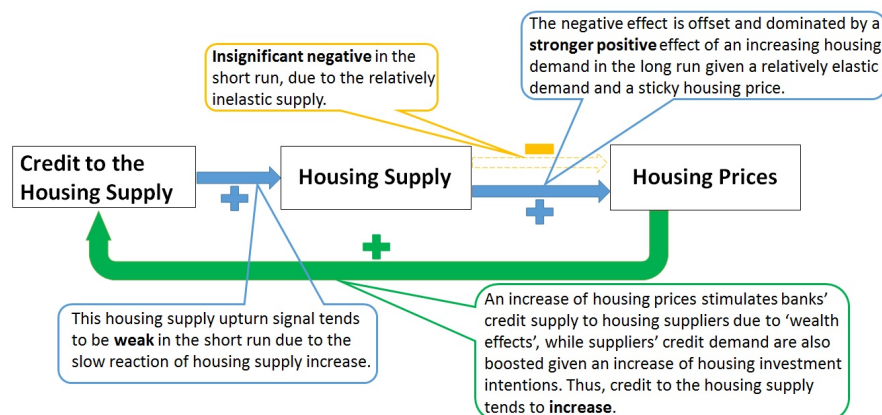 The negative effect is offset and dominated by a
stronger positive effect of an increasing housing
demand in the long run given a relatively elastic
demand and a sticky housing price.
Insignificant negative in the
short run, due to the relatively
inelastic supply.
Credit to the
Housing Supply
Housing Supply
Housing Prices
This housing supply upturn signal tends
to be weak in the short run due to the
slow reaction of housing supply increase.
An increase of housing prices stimulates banks’
credit supply to housing suppliers due to ‘wealth
effects’, while suppliers’ credit demand are also
boosted given an increase of housing investment
intentions. Thus, credit to the housing supply
tends to increase.